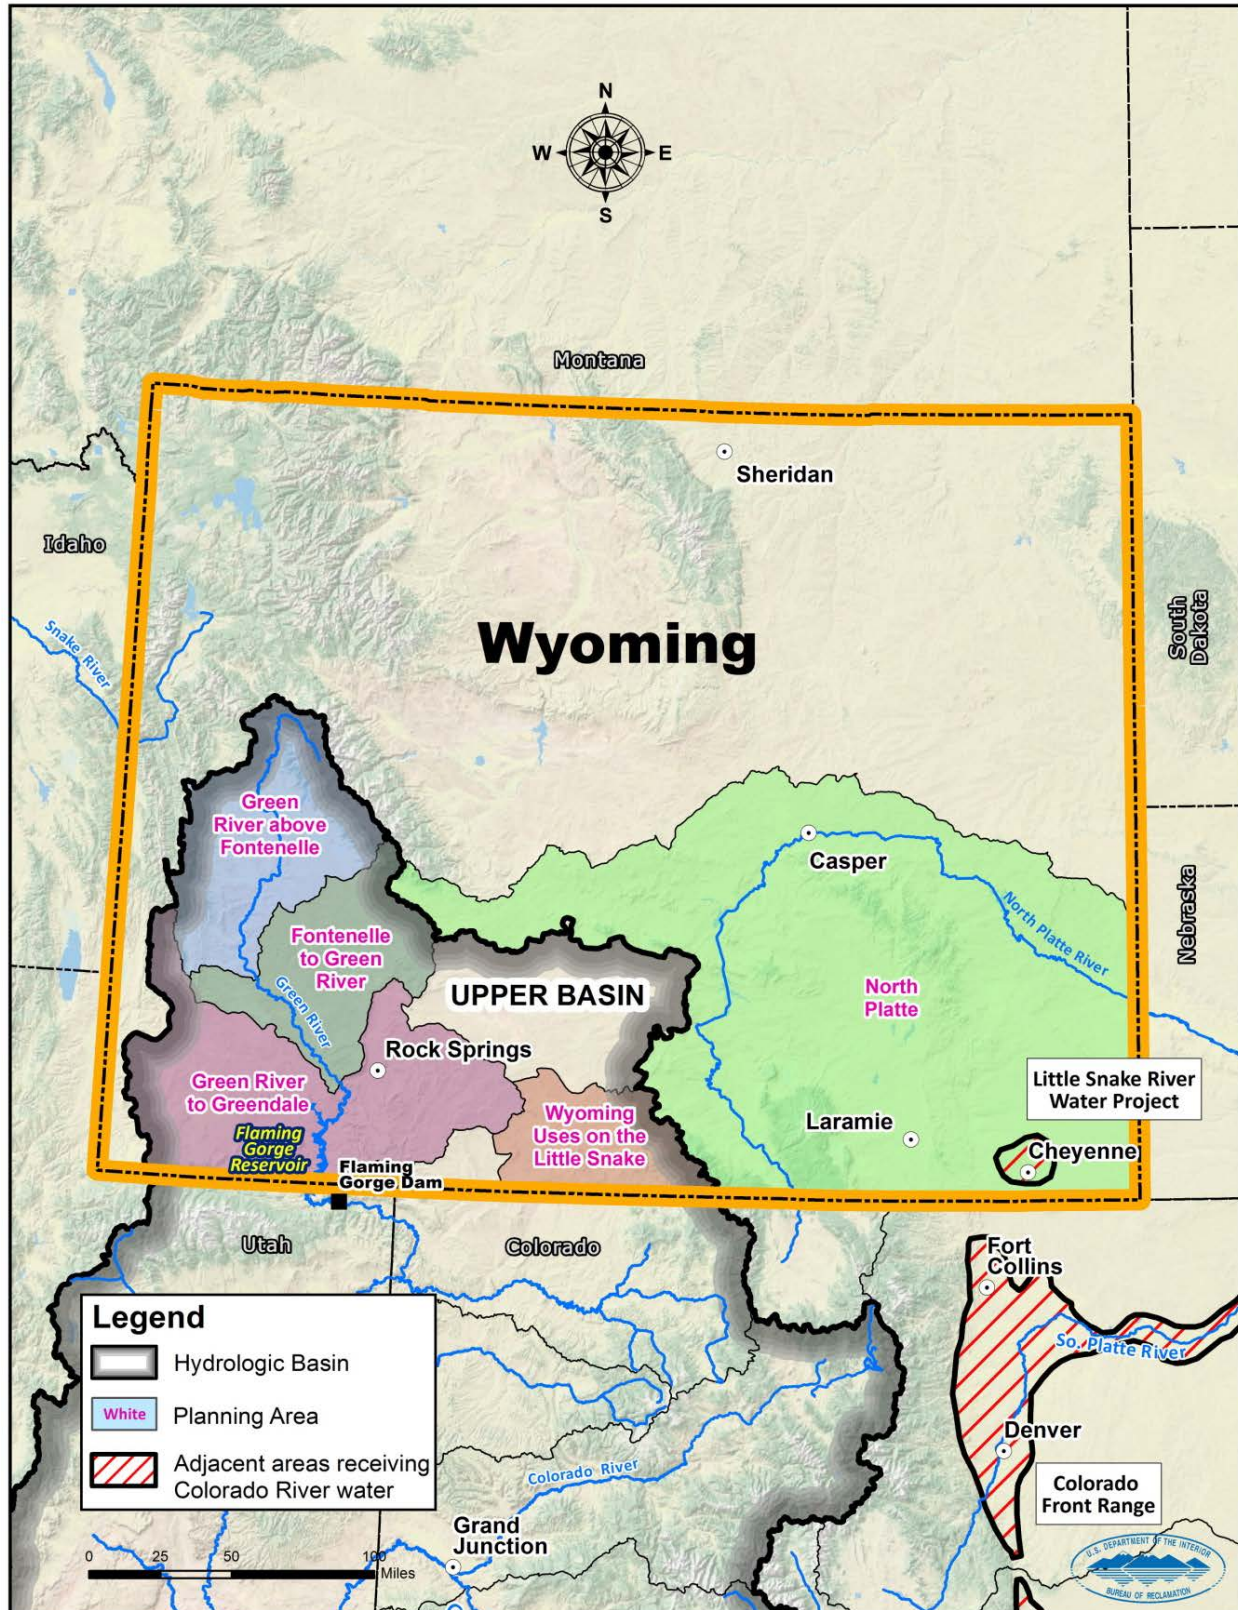 N
W
E
S
Montana
Sheridan
Idaho
South
Dakota
Snake River
Wyoming
Green
River above
Fontenelle
Casper
North Platte River
Nebraska
Fontenelle
to Green
River
Green River
UPPER BASIN
North
Platte
Rock Springs
Green River
to Greendale
Little Snake River
Water Project
Wyoming
Uses on the
Little Snake
Laramie
Flaming
Gorge
Reservoir
Cheyenne
Flaming
Gorge Dam
Utah
Colorado
Fort
Collins
So. Platte River
Legend
Hydrologic Basin
White
Planning Area
Adjacent areas receiving
Colorado River water
Denver
Colorado River
Colorado
Front Range
Grand
Junction
0 25 50 100
Miles
U.S. DEPARTMENT OF THE INTERIOR
BUREAU OF RECLAMATION